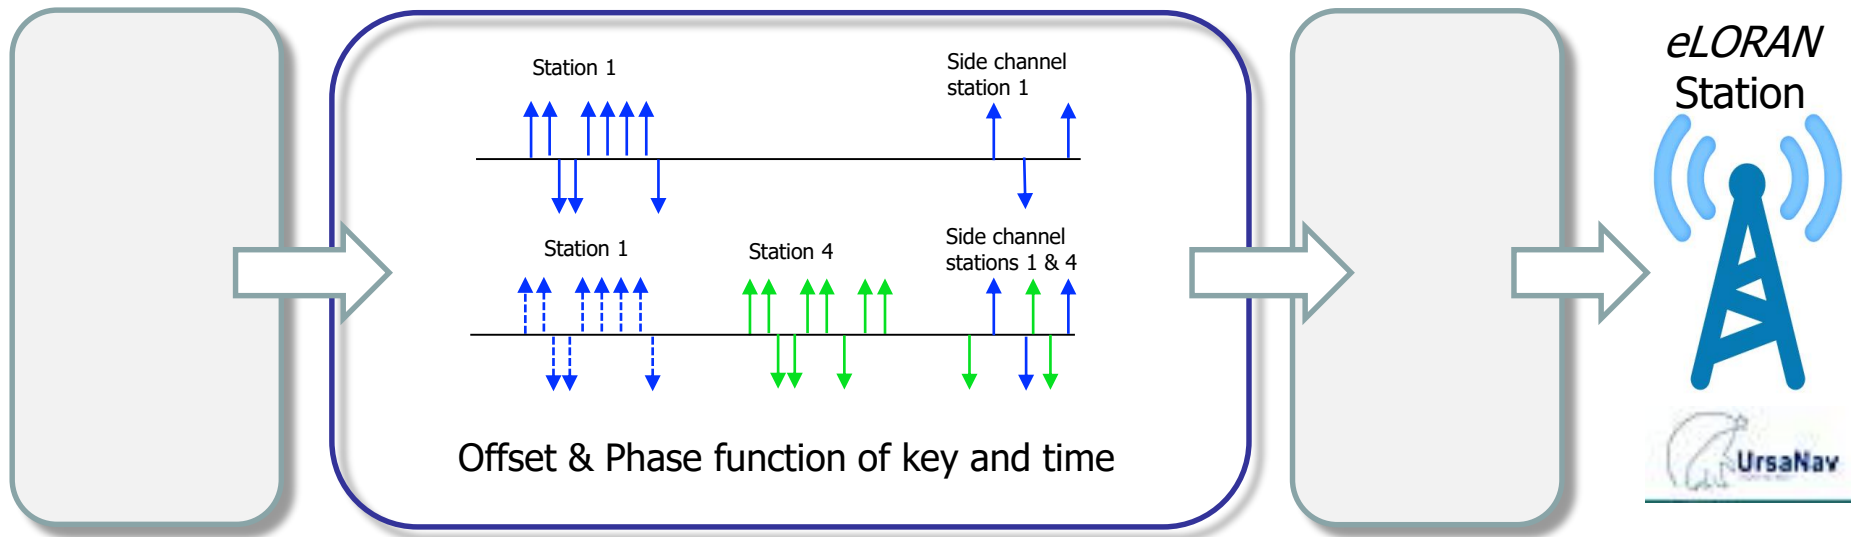 Station 1
Side channel
station 1
Station 1
Station 4
Side channel
stations 1 & 4
Offset & Phase function of key and time
eLORAN
Station
UrsaNav